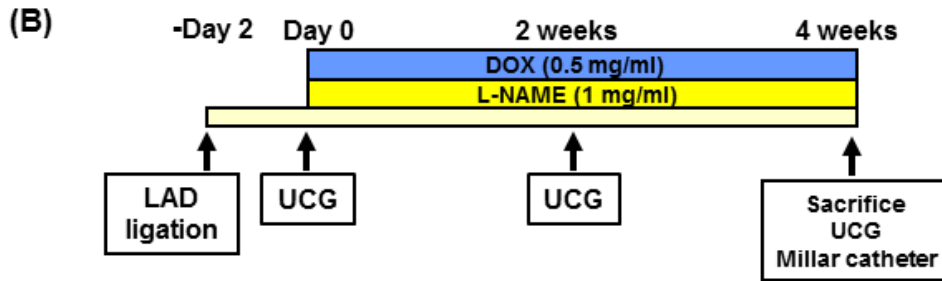 (B)
-Day 2 Day 0 2 weeks 4 weeks
DOX (0.5 mg/ml)
L-NAME (1 mg/ml)
LAD
ligation
UCG
UCG
Sacrifice
UCG
Millar catheter